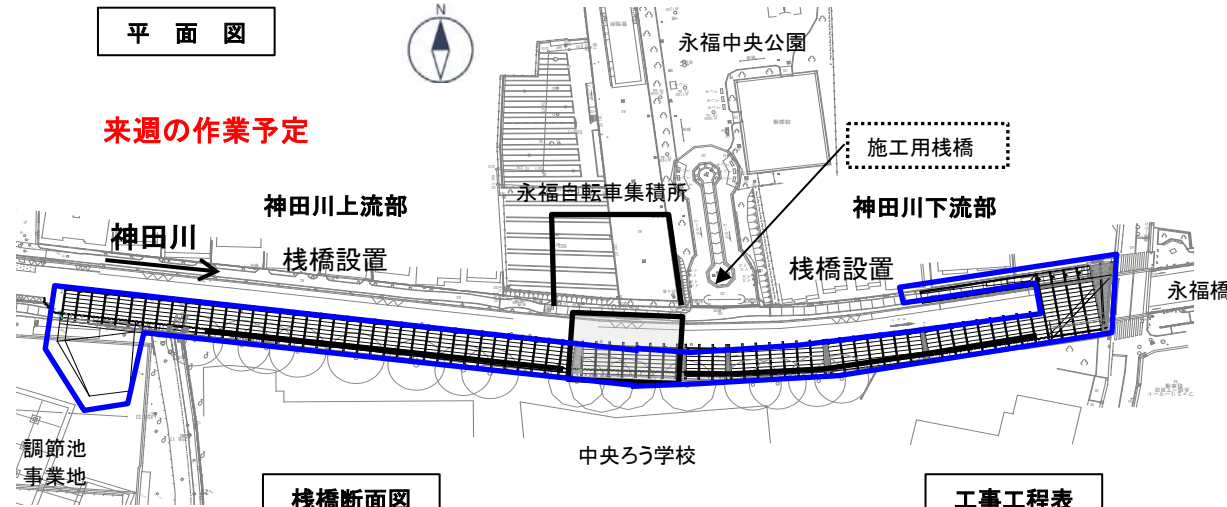 平 面 図
N
永福中央公園
来週の作業予定
施工用桟橋
永福自転車集積所
神田川上流部
神田川下流部
神田川
桟橋設置
桟橋設置
永福橋
調節池
事業地
中央ろう学校
桟橋断面図
工事工程表